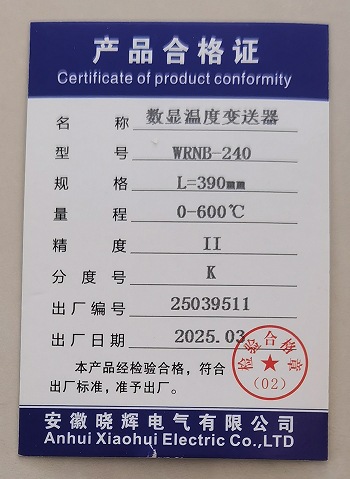 产品合格证
Certificate of product conformity
名称 数显温度变送器
型号 WRNB-240
规格 L=390mm
量程 0-600℃
精度 II
分度号 K
出厂编号 25039511
出厂日期 2025.03
本产品经检验合格，符合
出厂标准，准予出厂。
检验合格章
(02)
安徽晓辉电气有限公司
Anhui Xiaohui Electric Co.,LTD